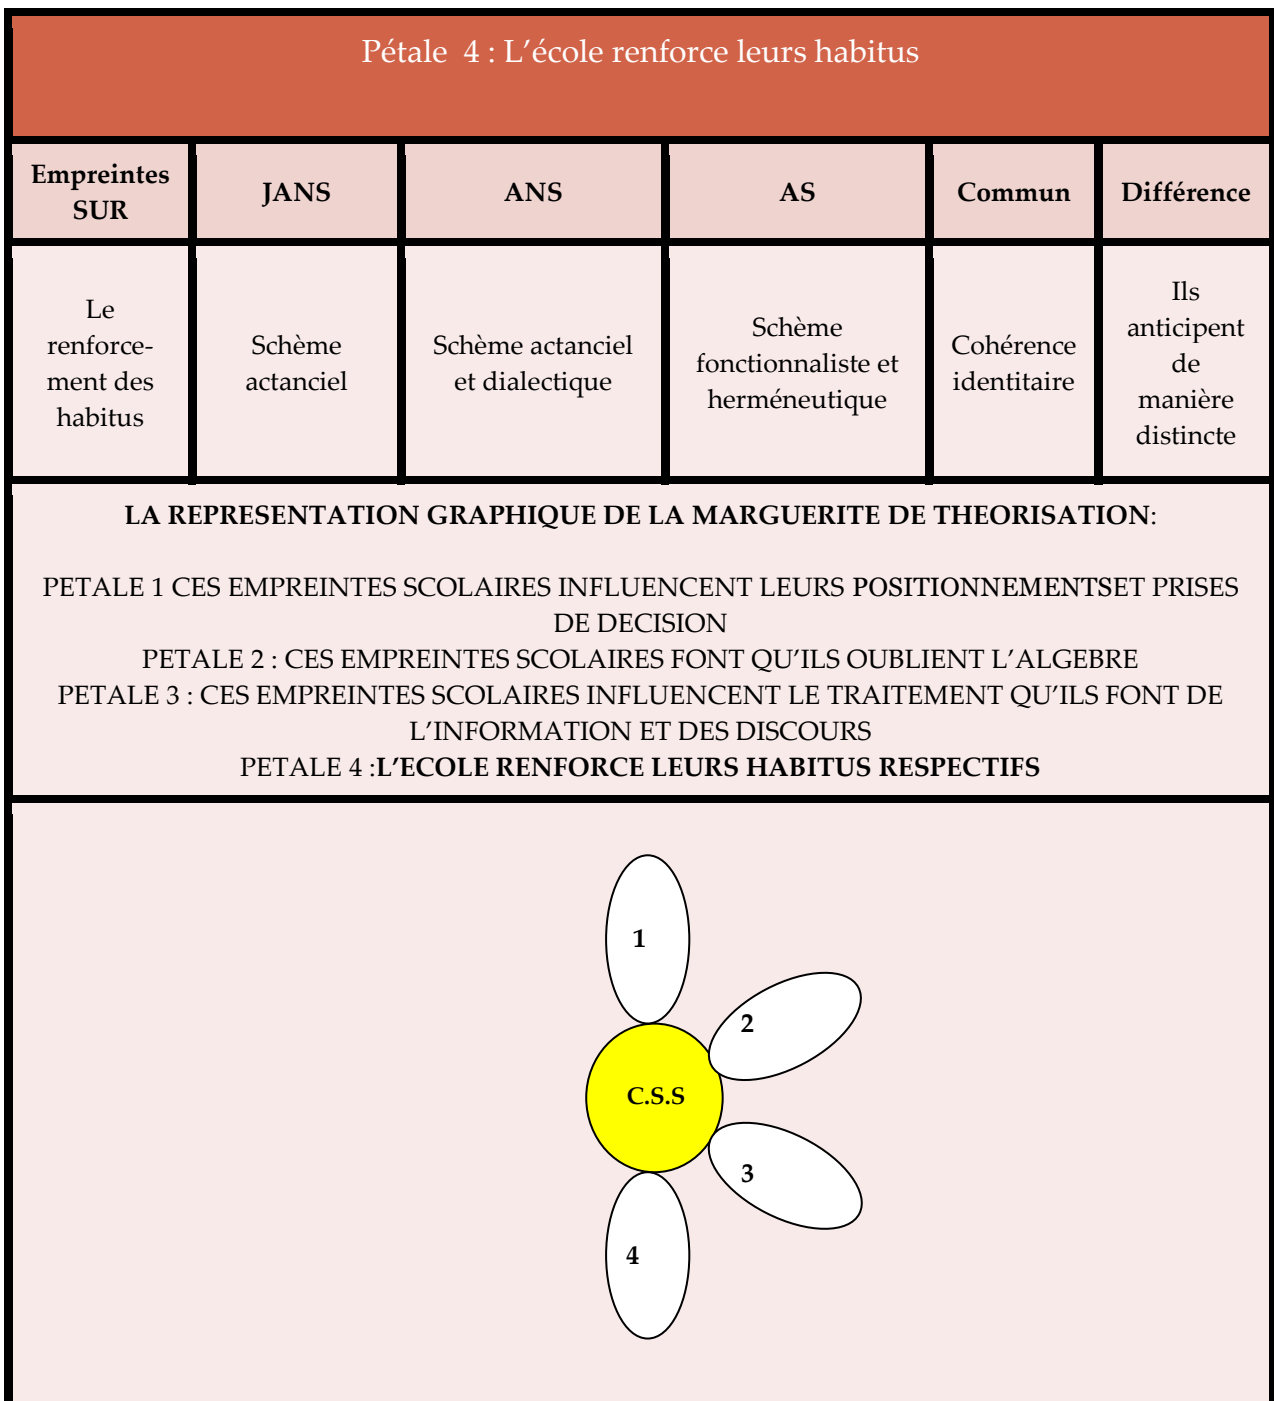 Pétale  4 : L’école renforce leurs habitus
Empreintes
SUR
JANS
ANS
AS
Commun
Différence
Le
renforce-
ment des
habitus
Schème
actanciel
Schème actanciel
et dialectique
Schème
fonctionnaliste et
herméneutique
Cohérence
identitaire
Ils
anticipent
de
manière
distincte
LA REPRESENTATION GRAPHIQUE DE LA MARGUERITE DE THEORISATION:
PETALE 1 CES EMPREINTES SCOLAIRES INFLUENCENT LEURS POSITIONNEMENTSET PRISES
DE DECISION
PETALE 2 : CES EMPREINTES SCOLAIRES FONT QU’ILS OUBLIENT L’ALGEBRE
PETALE 3 : CES EMPREINTES SCOLAIRES INFLUENCENT LE TRAITEMENT QU’ILS FONT DE
L’INFORMATION ET DES DISCOURS
PETALE 4 :L’ECOLE RENFORCE LEURS HABITUS RESPECTIFS
1
2
C.S.S
3
4